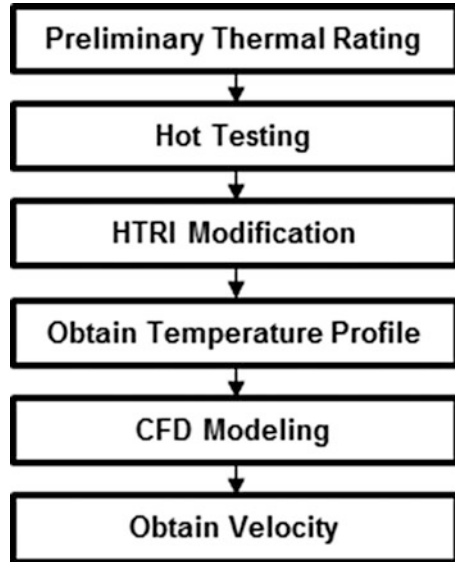 Preliminary Thermal Rating
Hot Testing
HTRI Modification
Obtain Temperature Profile
CFD Modeling
Obtain Velocity